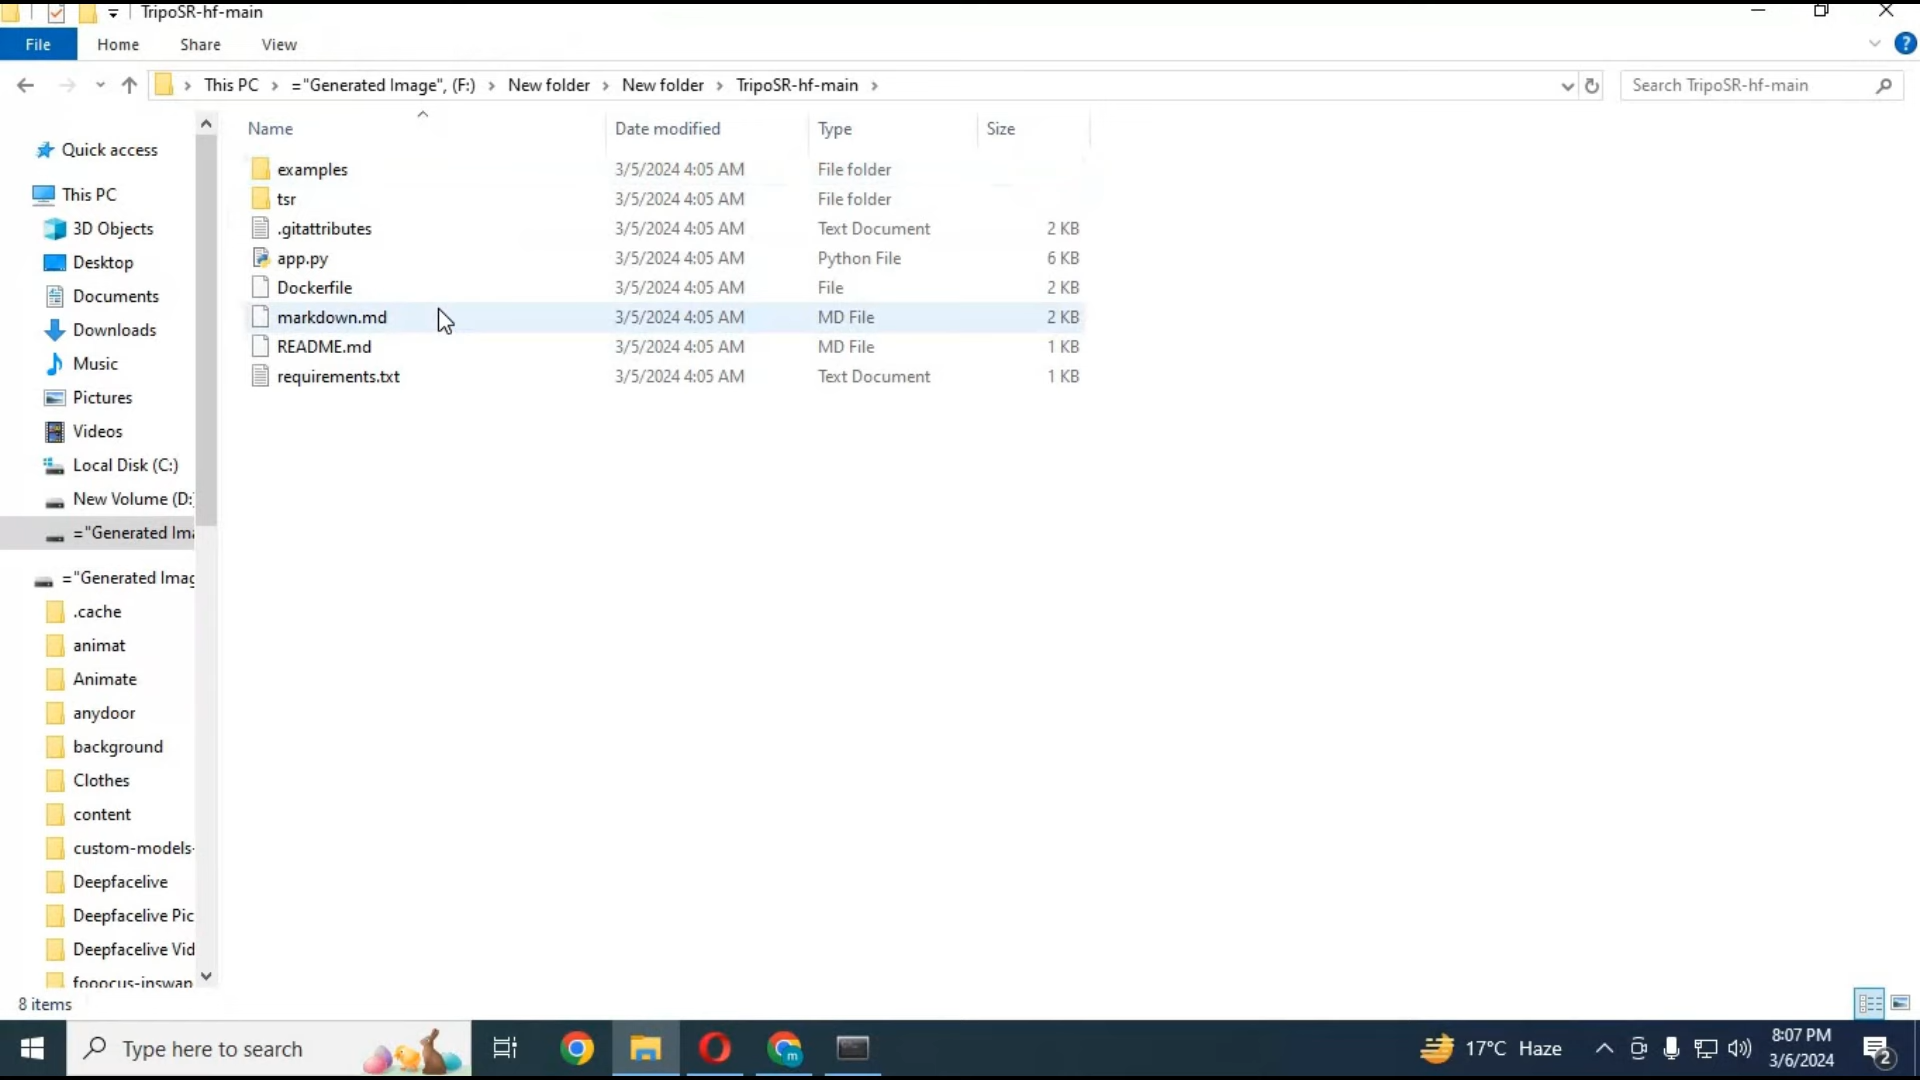 TripoSR-hf-main
File Home Share View
This PC ="Generated Image", (F:) New folder New folder TripoSR-hf-main
Search TripoSR-hf-main
Name Date modified Type Size
examples 3/5/2024 4:05 AM File folder
tsr 3/5/2024 4:05 AM File folder
.gitattributes 3/5/2024 4:05 AM Text Document 2 KB
app.py 3/5/2024 4:05 AM Python File 6 KB
Dockerfile 3/5/2024 4:05 AM File 2 KB
markdown.md 3/5/2024 4:05 AM MD File 2 KB
README.md 3/5/2024 4:05 AM MD File 1 KB
requirements.txt 3/5/2024 4:05 AM Text Document 1 KB
Quick access
This PC
3D Objects
Desktop
Documents
Downloads
Music
Pictures
Videos
Local Disk (C:)
New Volume (D:
="Generated Ima
="Generated Imag
.cache
animat
Animate
anydoor
background
Clothes
content
custom-models-
Deepfacelive
Deepfacelive Pic
Deepfacelive Vid
fooocus-inswap
8 items
Type here to search
17°C Haze
8:07 PM
3/6/2024
2